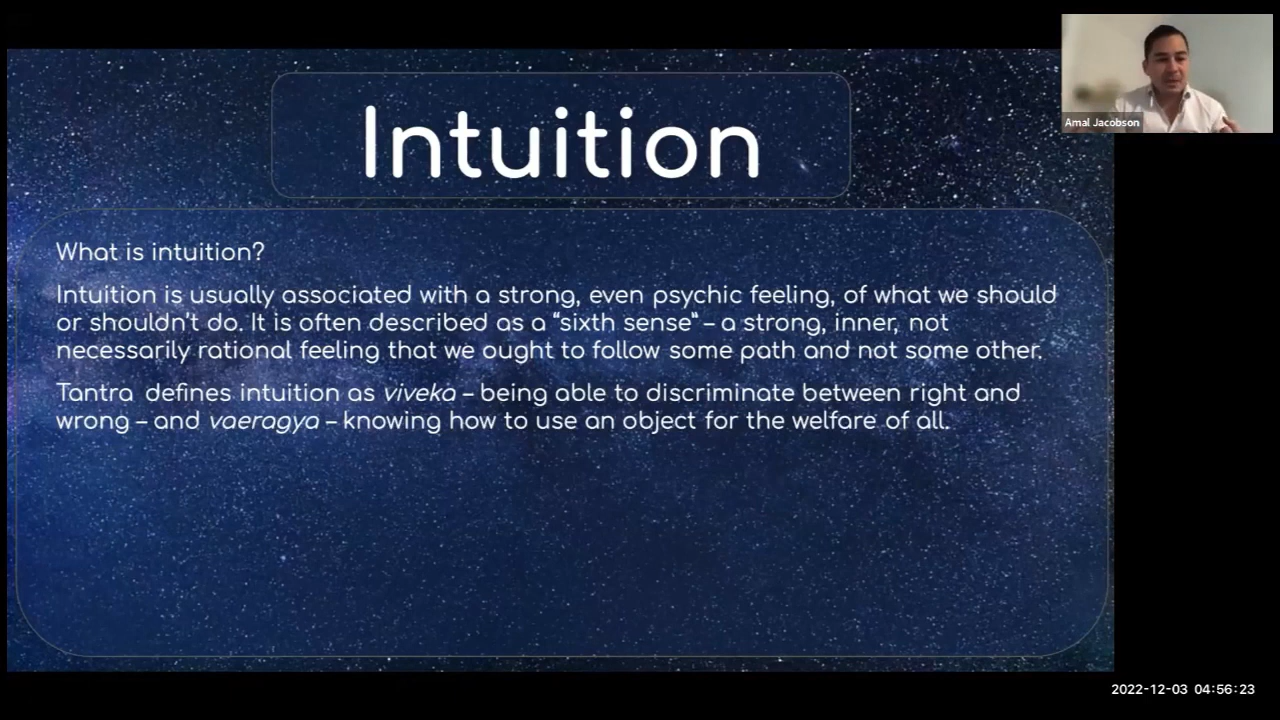 Intuition
Amal Jacobson
What is intuition?
Intuition is usually associated with a strong, even psychic feeling, of what we should
or shouldn't do. It is often described as a “sixth sense” – a strong, inner, not
necessarily rational feeling that we ought to follow some path and not some other.
Tantra defines intuition as viveka – being able to discriminate between right and
wrong – and vaeragya – knowing how to use an object for the welfare of all.
2022-12-03 04:56:23